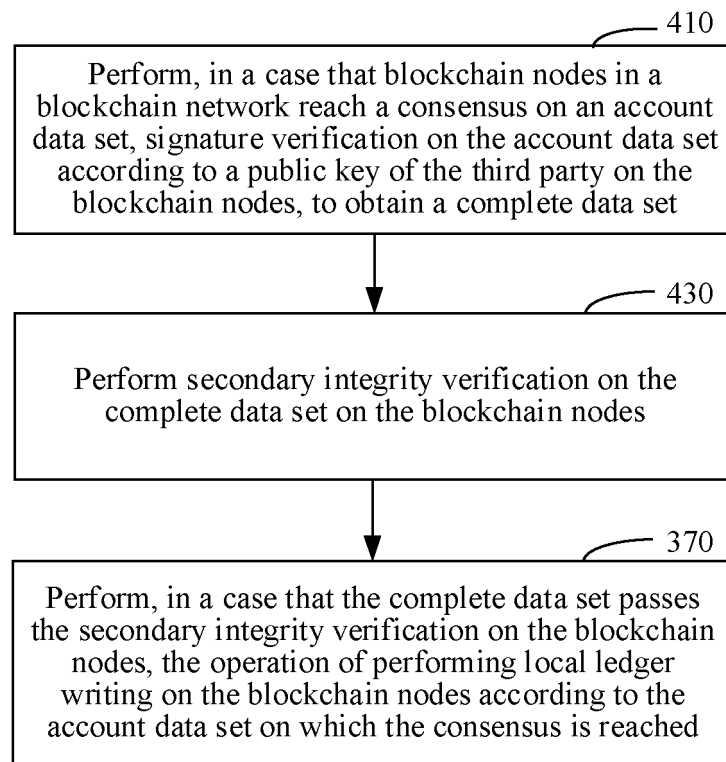 410
Perform, in a case that blockchain nodes in a
blockchain network reach a consensus on an account
data set, signature verification on the account data set
according to a public key of the third party on the
blockchain nodes, to obtain a complete data set
430
Perform secondary integrity verification on the
complete data set on the blockchain nodes
370
Perform, in a case that the complete data set passes
the secondary integrity verification on the blockchain
nodes, the operation of performing local ledger
writing on the blockchain nodes according to the
account data set on which the consensus is reached